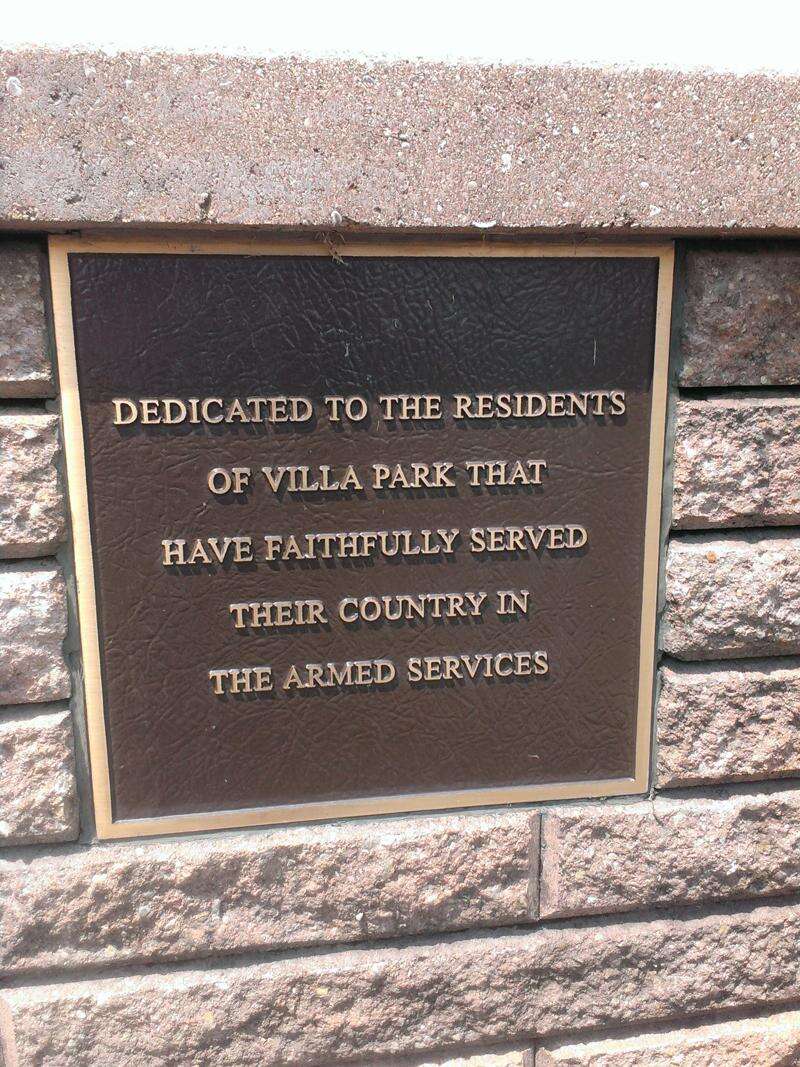 DEDICATED TO THE RESIDENTS
OF VILLA PARK THAT
HAVE FAITHFULLY SERVED
THEIR COUNTRY IN
THE ARMED SERVICES